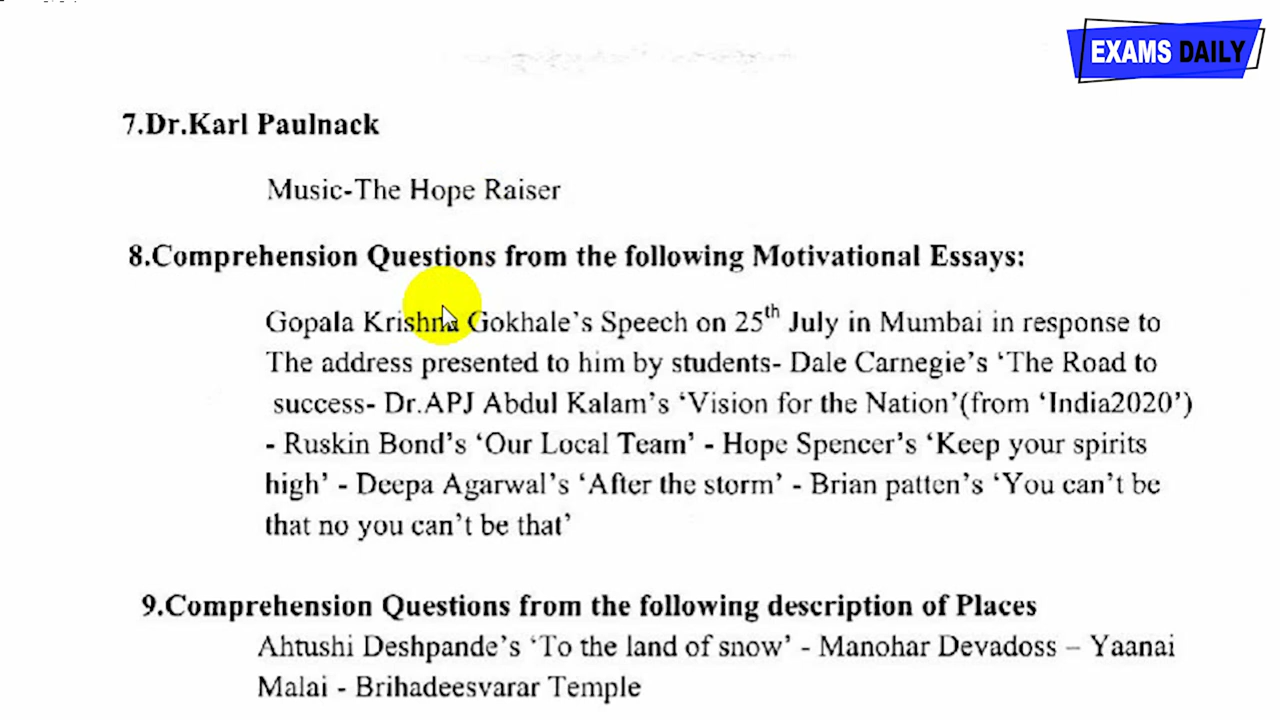 EXAMS DAILY
7.Dr.Karl Paulnack
Music-The Hope Raiser
8.Comprehension Questions from the following Motivational Essays:
Gopala Krishna Gokhale's Speech on 25th July in Mumbai in response to
The address presented to him by students- Dale Carnegie's ‘The Road to
success- Dr.APJ Abdul Kalam's ‘Vision for the Nation’(from ‘India2020’)
- Ruskin Bond's ‘Our Local Team’ - Hope Spencer's ‘Keep your spirits
high’ - Deepa Agarwal's ‘After the storm’ - Brian patten's ‘You can't be
that no you can't be that’
9.Comprehension Questions from the following description of Places
Ahtushi Deshpande's ‘To the land of snow’ - Manohar Devadoss – Yaanai
Malai - Brihadeesvarar Temple